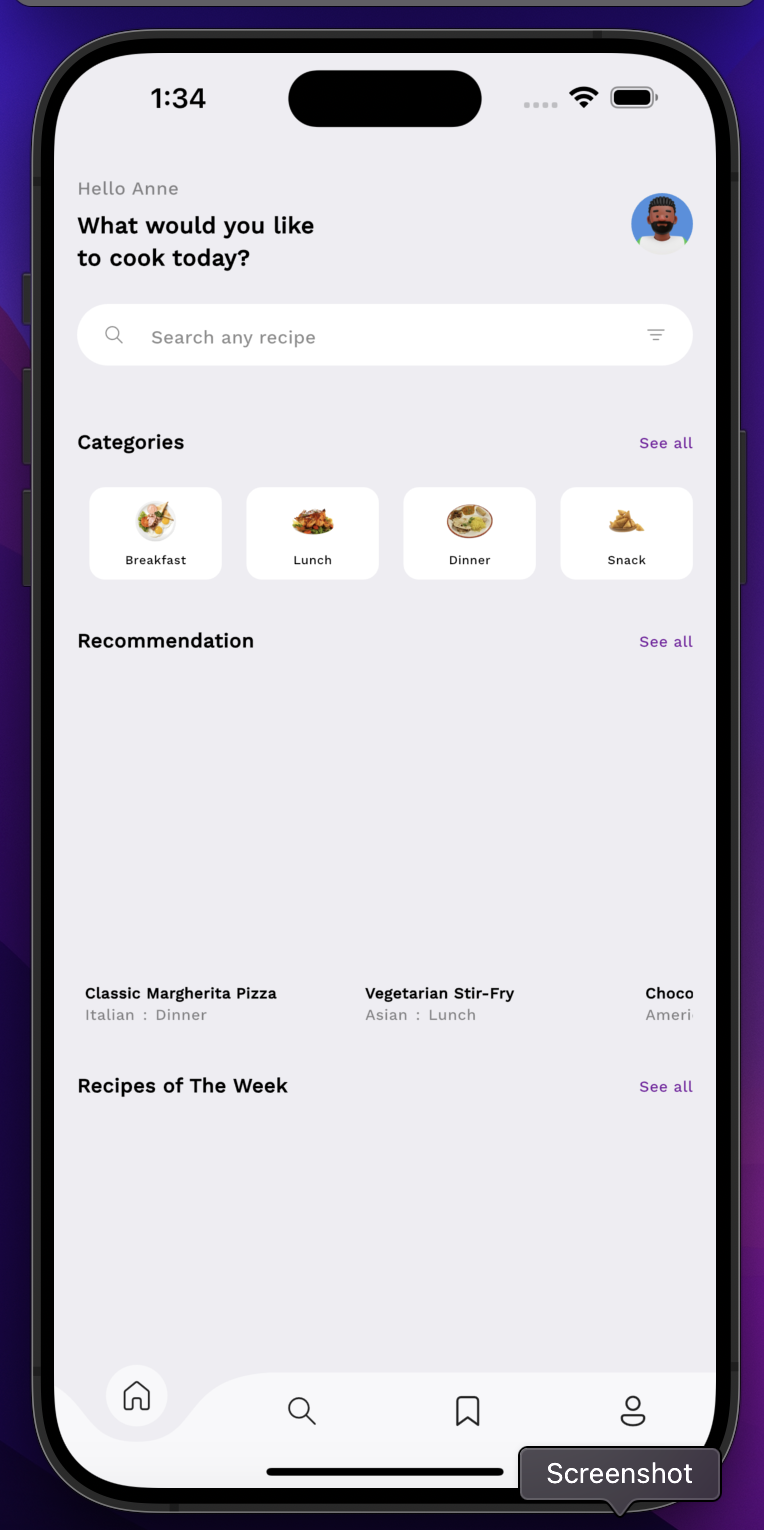 1:34
Hello Anne
What would you like
to cook today?
Search any recipe
Categories
See all
Breakfast
Lunch
Dinner
Snack
Recommendation
See all
Classic Margherita Pizza
Vegetarian Stir-Fry
Choco
Italian : Dinner
Asian : Lunch
Ameri
Recipes of The Week
See all
Screenshot